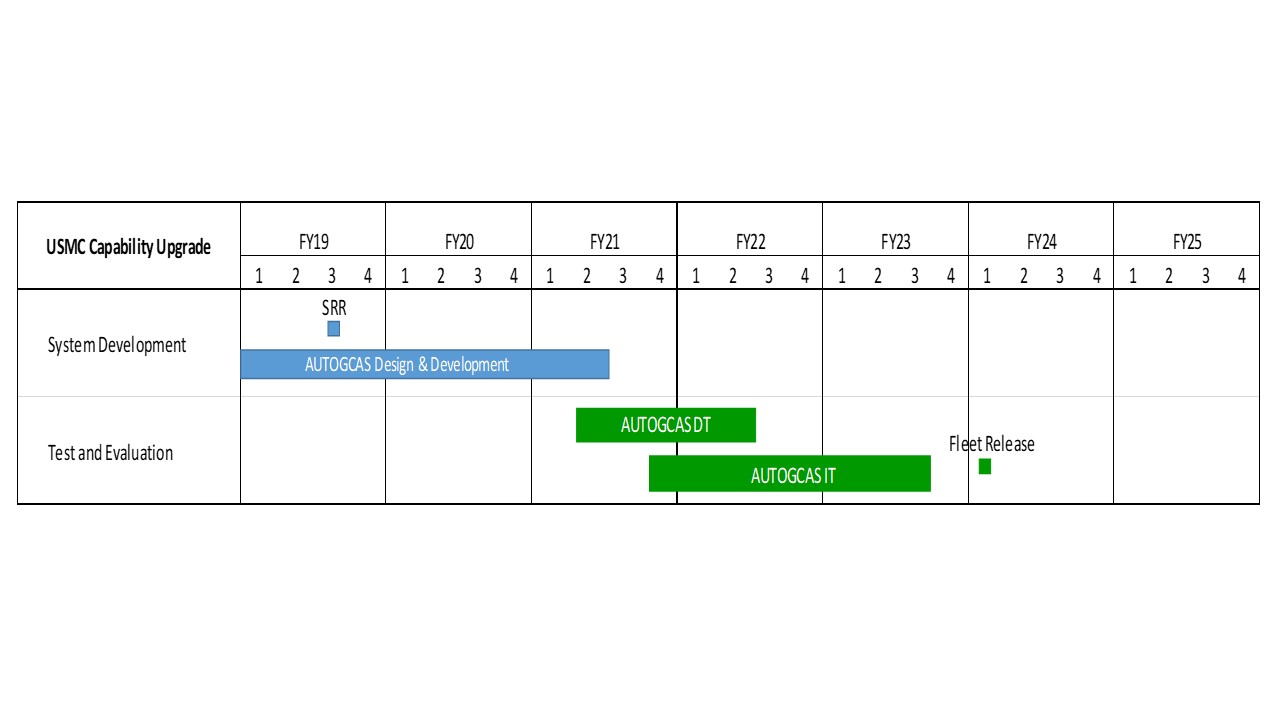 USMC Capability Upgrade
FY19 FY20 FY21 FY22 FY23 FY24 FY25
1 2 3 4 1 2 3 4 1 2 3 4 1 2 3 4 1 2 3 4 1 2 3 4 1 2 3 4
SRR
System Development
AUTOGCAS Design & Development
AUTOGCAS DT
Fleet Release
Test and Evaluation
AUTOGCAS IT